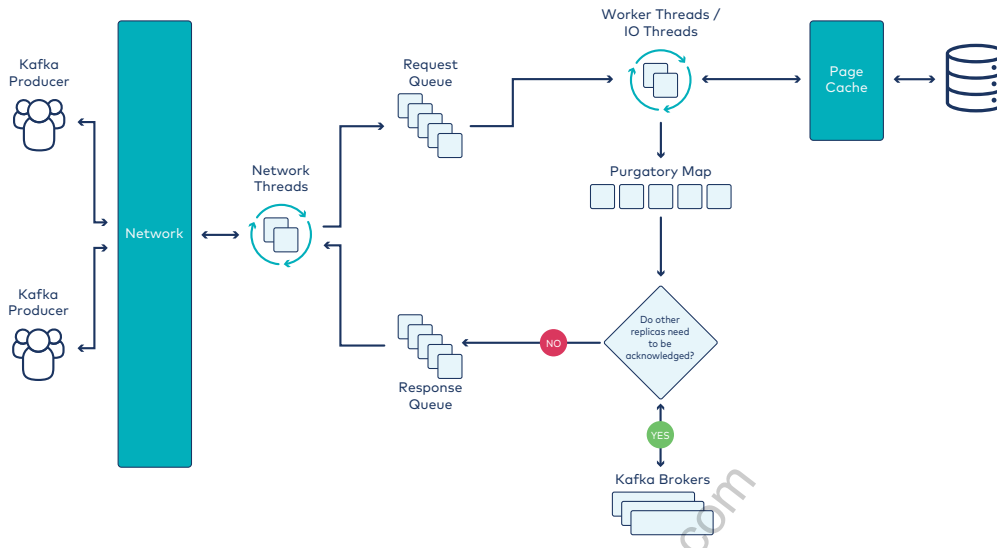 Worker Threads /
IO Threads
Kafka
Producer
Request
Queue
Page
Cache
Network
Threads
Purgatory Map
Network
Kafka
Producer
Do other
replicas need
to be
acknowledged?
NO
Response
Queue
YES
Kafka Brokers
.com